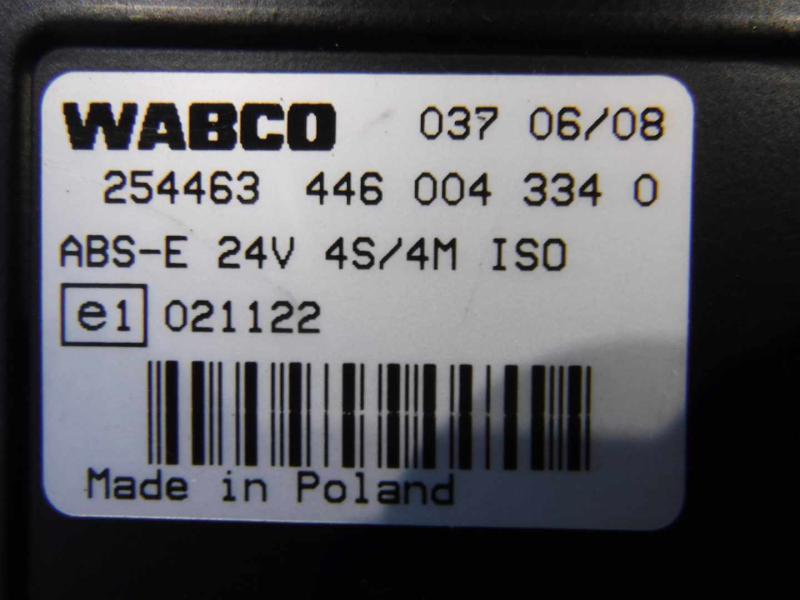 WABCO 037 06/08
254463 446 004 334 0
ABS-E 24V 4S/4M ISO
e1 021122
Made in Poland